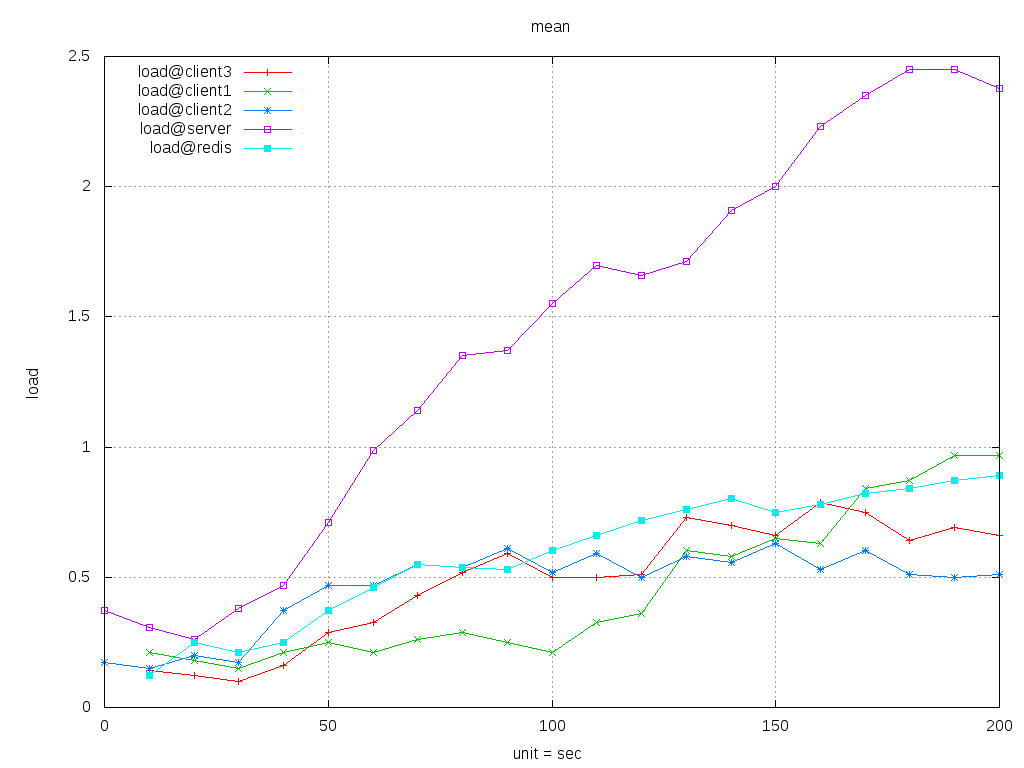 mean
2.5
2
1.5
1
0.5
0
load
load@client3
load@client1
load@client2
load@server
load@redis
0 50 100 150 200
unit = sec